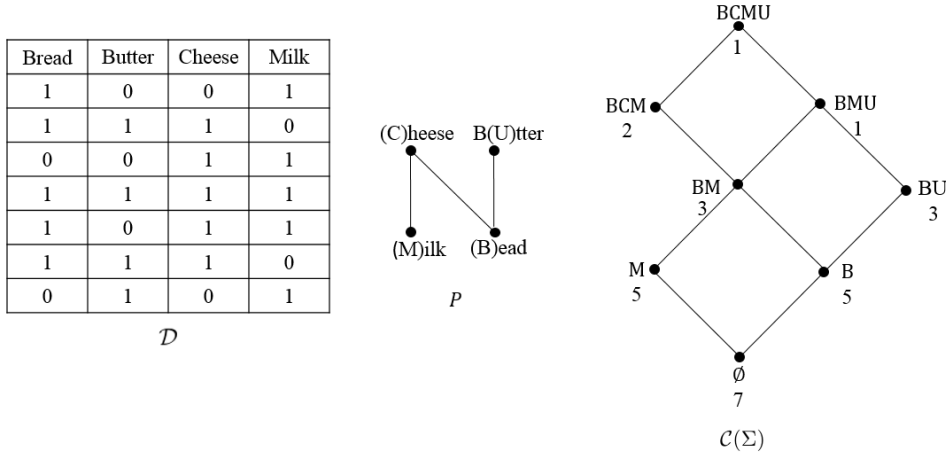 Bread Butter Cheese Milk
1 0 0 1
1 1 1 0
0 0 1 1
1 1 1 1
1 0 1 1
1 1 1 0
0 1 0 1
𝒟
(C)heese B(U)tter
(M)ilk (B)ead
P
BCMU
1
BCM
2
BMU
1
BM
3
BU
3
M
5
B
5
∅
7
𝒞(Σ)